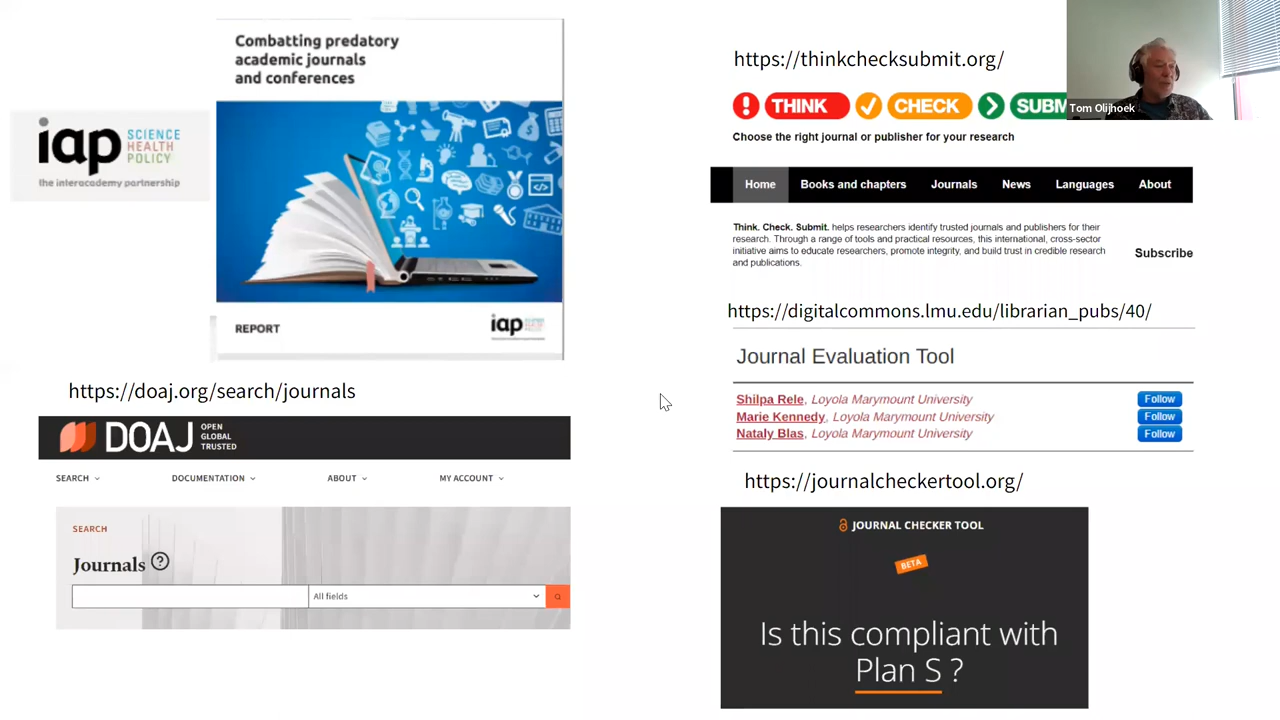 Combatting predatory
academic journals
and conferences
iap SCIENCE
HEALTH
POLICY
the interacademy partnership
REPORT
iap SCIENCE
HEALTH
POLICY
https://doaj.org/search/journals
DOAJ OPEN
GLOBAL
TRUSTED
SEARCH DOCUMENTATION ABOUT MY ACCOUNT
SEARCH
Journals ?
All fields
https://thinkchecksubmit.org/
! THINK CHECK SUBM
Tom Olijhoek
Choose the right journal or publisher for your research
Home Books and chapters Journals News Languages About
Think. Check. Submit. helps researchers identify trusted journals and publishers for their
research. Through a range of tools and practical resources, this international, cross-sector
initiative aims to educate researchers, promote integrity, and build trust in credible research
and publications.
Subscribe
https://digitalcommons.lmu.edu/librarian_pubs/40/
Journal Evaluation Tool
Shilpa Rele, Loyola Marymount University Follow
Marie Kennedy, Loyola Marymount University Follow
Nataly Blas, Loyola Marymount University Follow
https://journalcheckertool.org/
JOURNAL CHECKER TOOL
BETA
Is this compliant with
Plan S ?